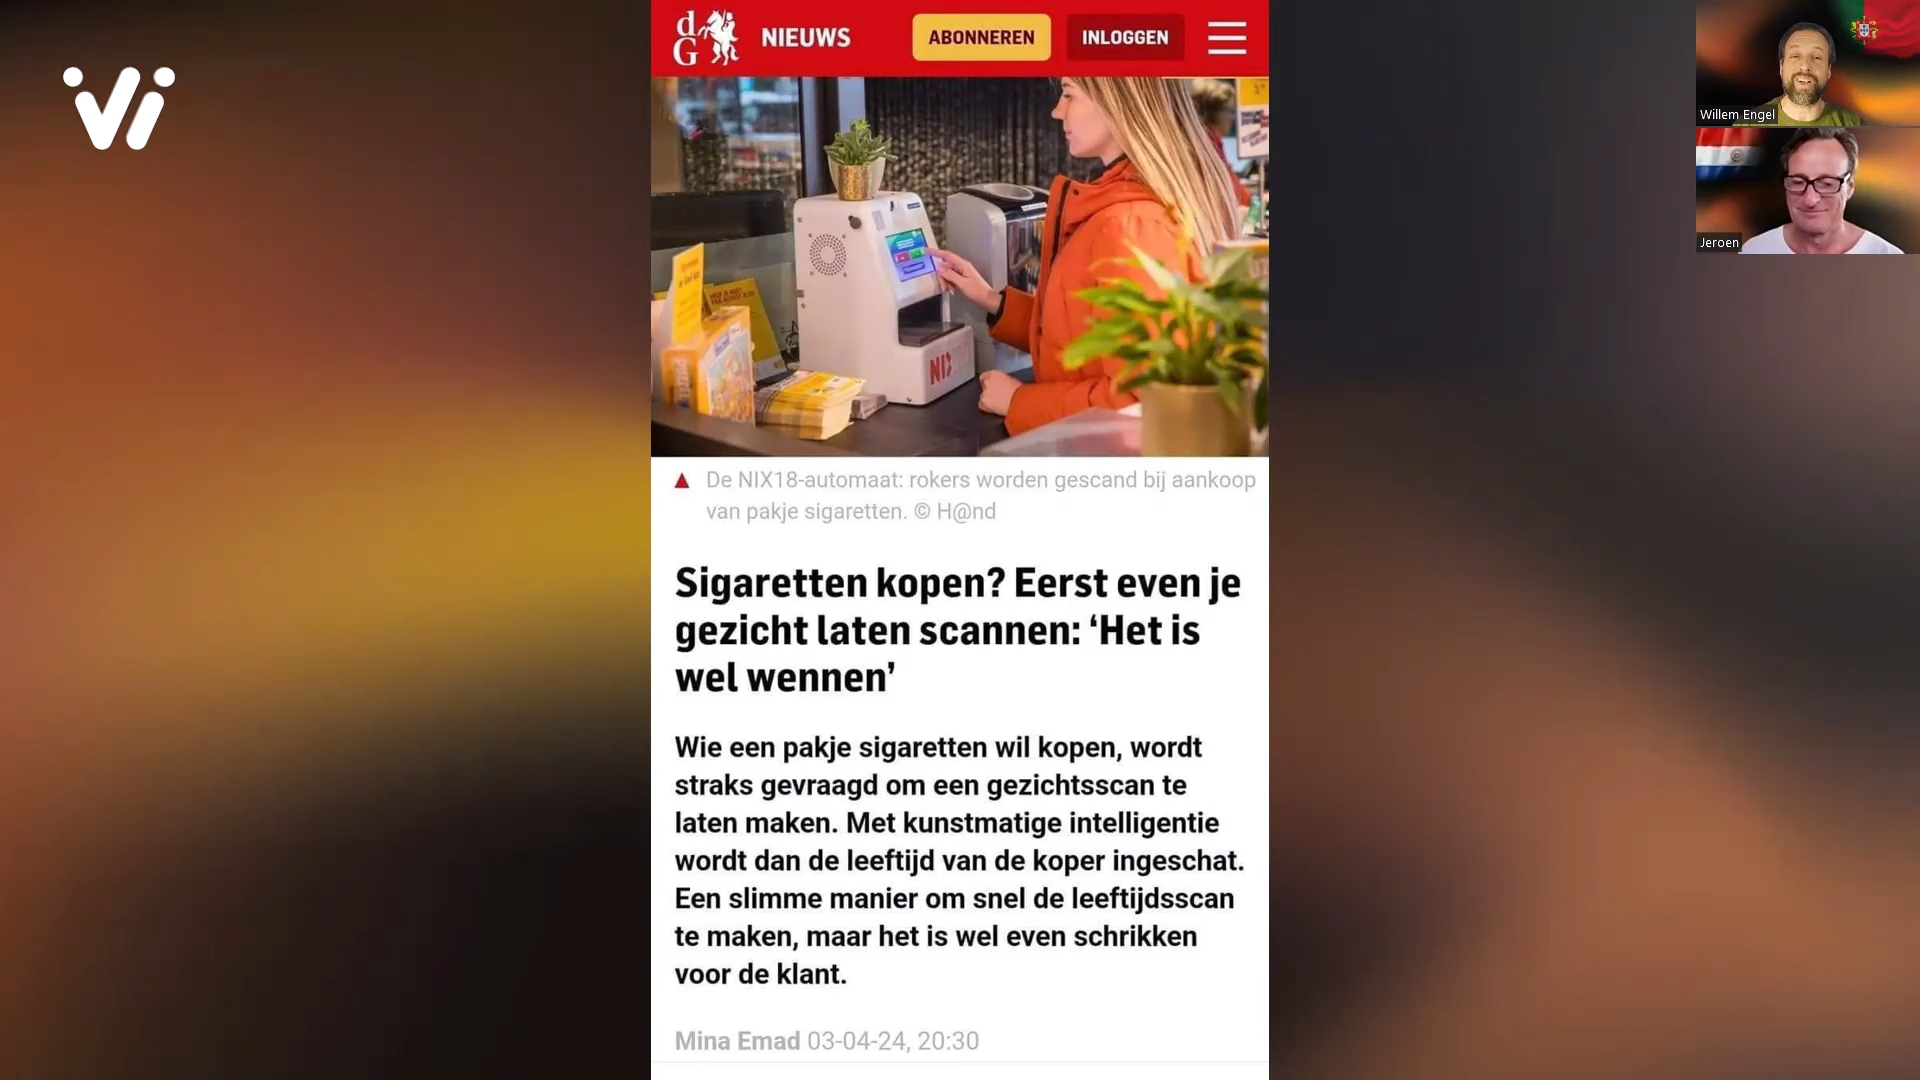 dG NIEUWS ABONNEREN INLOGGEN
Willem Engel
Jeroen
NIX
De NIX18-automaat: rokers worden gescand bij aankoop
van pakje sigaretten. © H@nd
Sigaretten kopen? Eerst even je
gezicht laten scannen: ‘Het is
wel wennen’
Wie een pakje sigaretten wil kopen, wordt
straks gevraagd om een gezichtsscan te
laten maken. Met kunstmatige intelligentie
wordt dan de leeftijd van de koper ingeschat.
Een slimme manier om snel de leeftijdsscan
te maken, maar het is wel even schrikken
voor de klant.
Mina Emad 03-04-24, 20:30